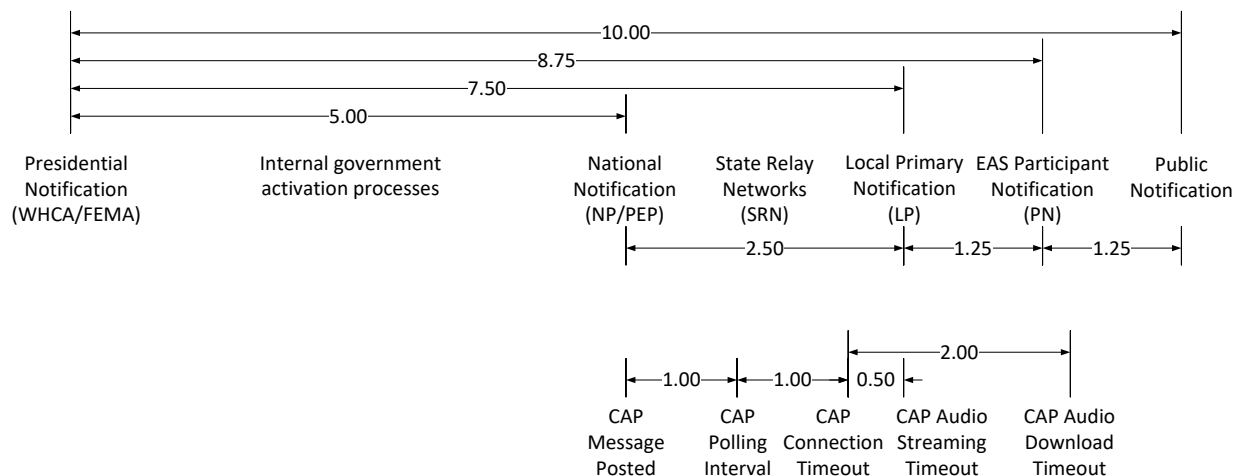 10.00
8.75
7.50
5.00
Presidential
Notification
(WHCA/FEMA)
Internal government
activation processes
National
Notification
(NP/PEP)
State Relay
Networks
(SRN)
Local Primary
Notification
(LP)
EAS Participant
Notification
(PN)
Public
Notification
2.50
1.25
1.25
2.00
1.00
1.00
0.50
CAP
Message
Posted
CAP
Polling
Interval
CAP
Connection
Timeout
CAP Audio
Streaming
Timeout
CAP Audio
Download
Timeout